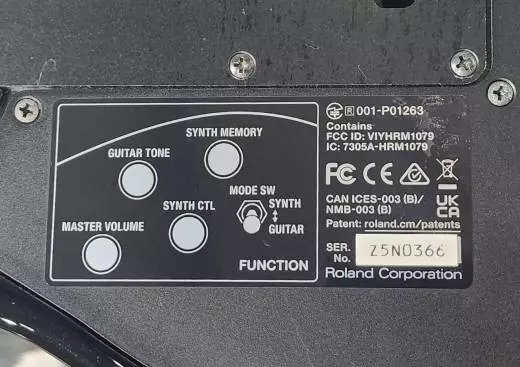 SYNTH MEMORY
GUITAR TONE
MODE SW
SYNTH CTL
SYNTH
GUITAR
MASTER VOLUME
FUNCTION
R 001-P01263
Contains
FCC ID: VIYHRM1079
IC: 7305A-HRM1079
FC CE
CAN ICES-003 (B)/
NMB-003 (B)
UK
CA
Patent: roland.cm/patents
SER.
No. Z5N0366
Roland Corporation